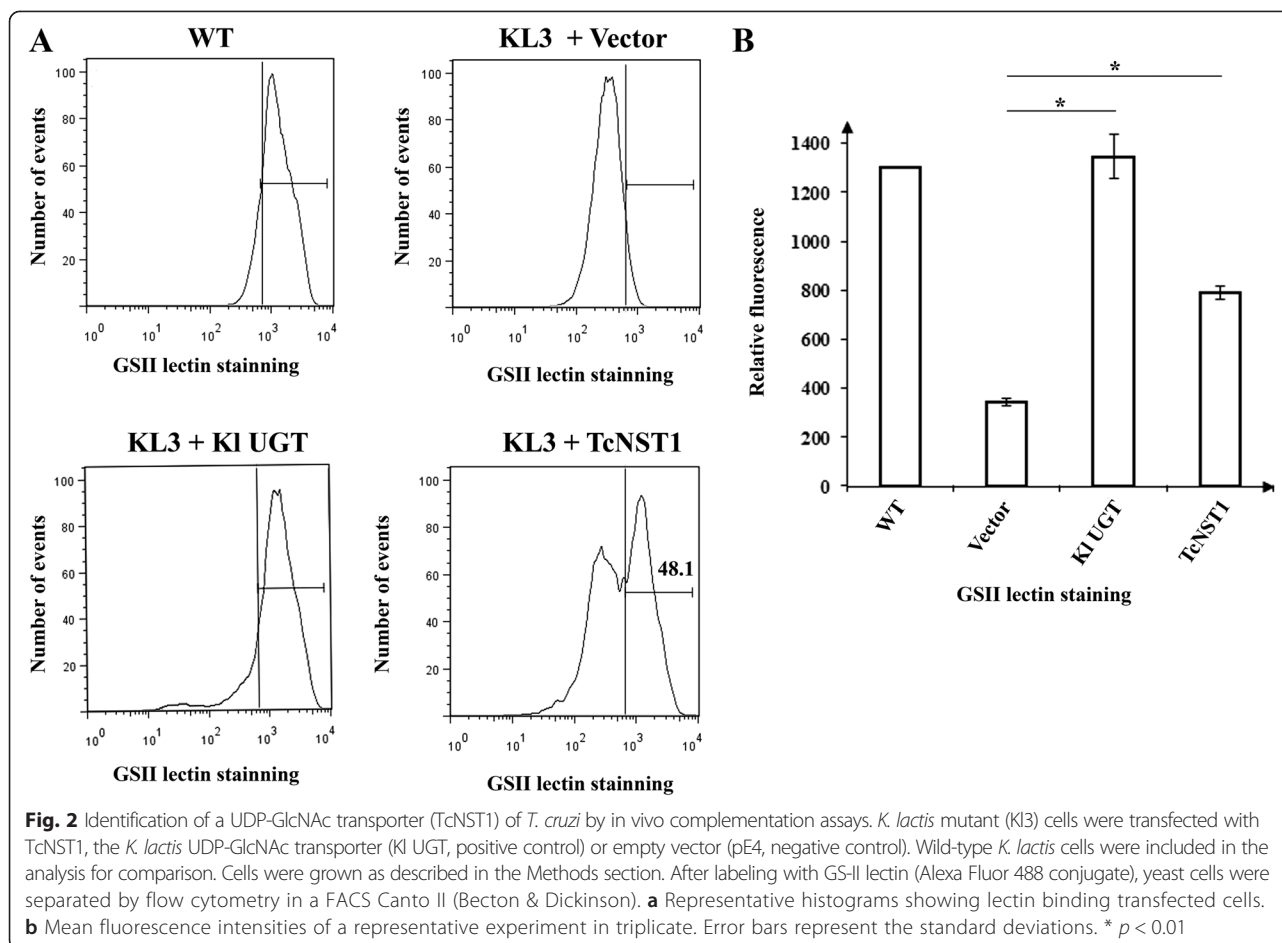 A
WT
Number of events
100
80
60
40
20
10^0 10^1 10^2 10^3 10^4
GSII lectin stainning
KL3 + Vector
Number of events
100
80
60
40
20
10^0 10^1 10^2 10^3 10^4
GSII lectin stainning
KL3 + Kl UGT
Number of events
100
80
60
40
20
10^0 10^1 10^2 10^3 10^4
GSII lectin stainning
KL3 + TcNST1
Number of events
100
80
60
40
20
48.1
10^0 10^1 10^2 10^3 10^4
GSII lectin stainning
B
*
*
Relative fluorescence
1400
1200
1000
800
600
400
200
0
WT
Vector
Kl UGT
TcNST1
GSII lectin staining
Fig. 2 Identification of a UDP-GlcNAc transporter (TcNST1) of T. cruzi by in vivo complementation assays. K. lactis mutant (Kl3) cells were transfected with
TcNST1, the K. lactis UDP-GlcNAc transporter (Kl UGT, positive control) or empty vector (pE4, negative control). Wild-type K. lactis cells were included in the
analysis for comparison. Cells were grown as described in the Methods section. After labeling with GS-II lectin (Alexa Fluor 488 conjugate), yeast cells were
separated by flow cytometry in a FACS Canto II (Becton & Dickinson). a Representative histograms showing lectin binding transfected cells.
b Mean fluorescence intensities of a representative experiment in triplicate. Error bars represent the standard deviations. * p < 0.01